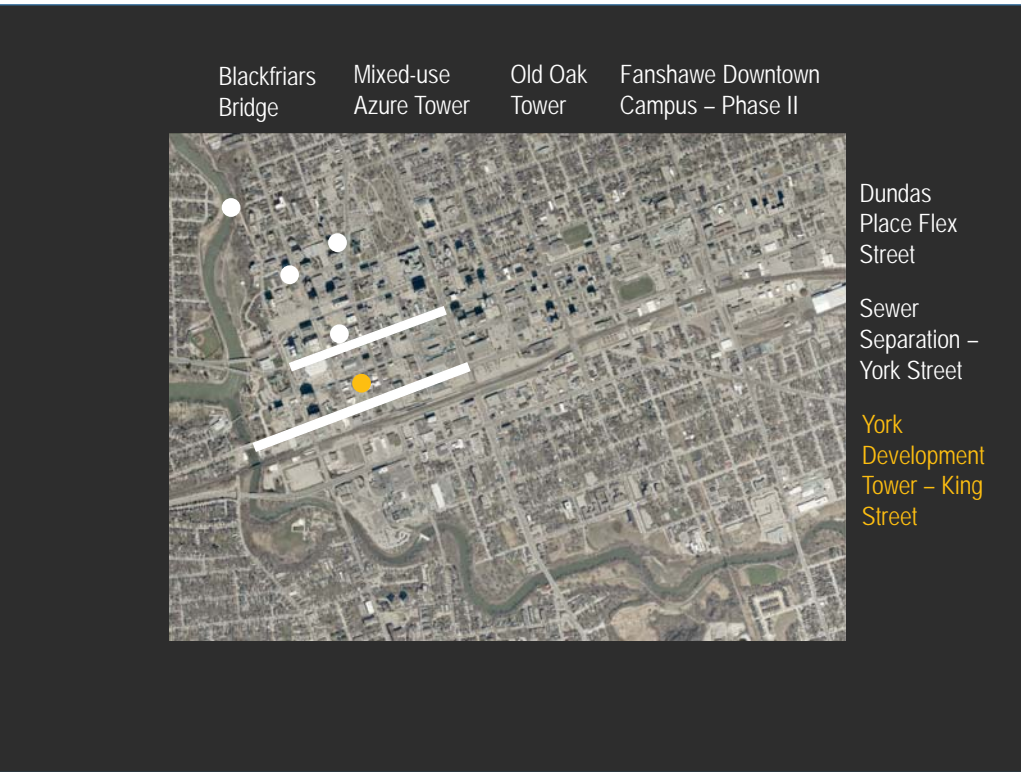 Blackfriars
Bridge
Mixed-use
Azure Tower
Old Oak
Tower
Fanshawe Downtown
Campus – Phase II
Dundas
Place Flex
Street
Sewer
Separation –
York Street
York
Development
Tower – King
Street